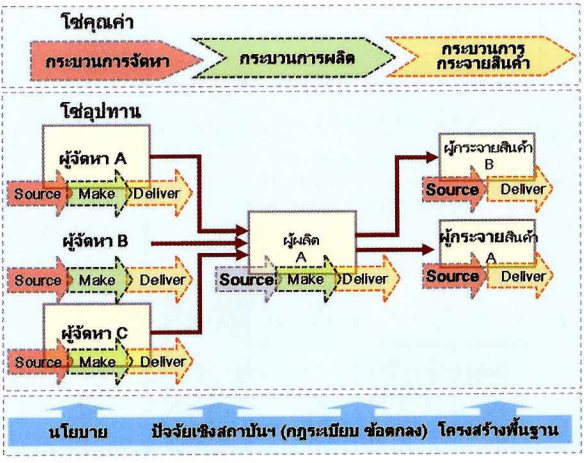 โซ่คุณค่า
กระบวนการจัดหา
กระบวนการผลิต
กระบวนการ
กระจายสินค้า
โซ่อุปทาน
ผู้จัดหา A
Source Make Deliver
ผู้จัดหา B
Source Make Deliver
ผู้จัดหา C
Source Make Deliver
ผู้ผลิต
A
Source Make Deliver
ผู้กระจายสินค้า
B
Source Deliver
ผู้กระจายสินค้า
A
Source Deliver
นโยบาย
ปัจจัยเชิงสถาบันฯ (กฎระเบียบ ข้อตกลง)
โครงสร้างพื้นฐาน